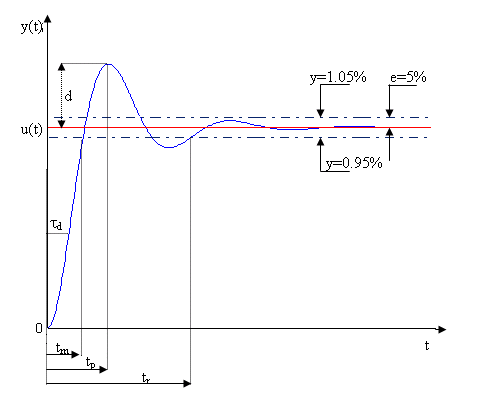 y(t)
y=1.05% e=5%
d
u(t)
y=0.95%
τd
0
t
tm
tp
tr